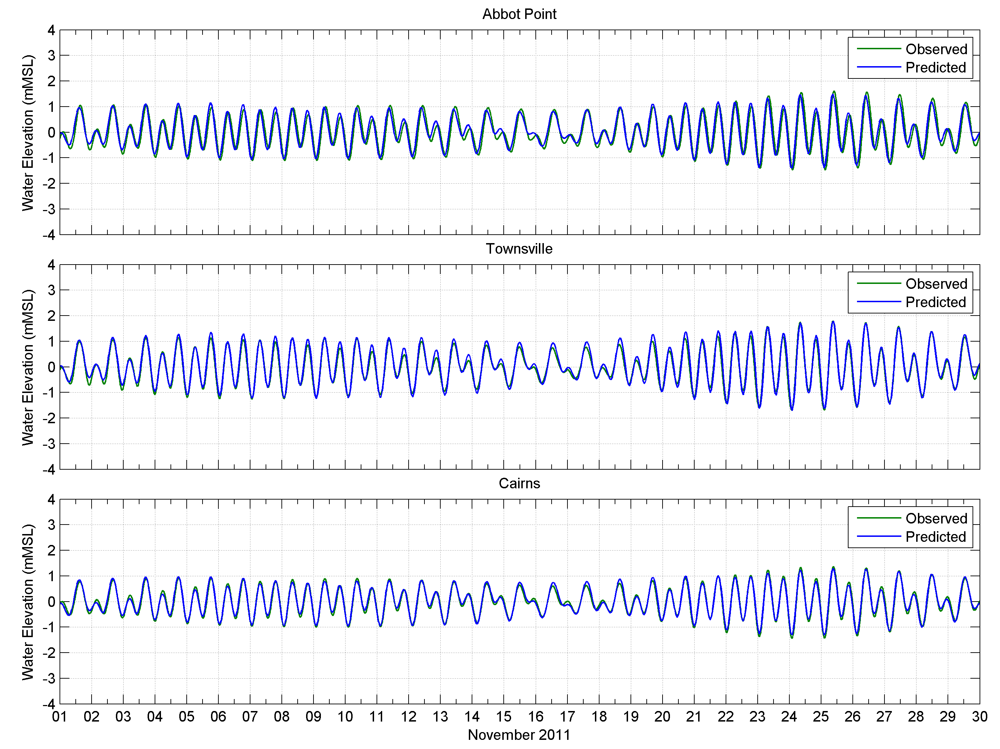 Abbot Point
4
3
2
1
0
-1
-2
-3
-4
Water Elevation (mMSL)
Observed
Predicted
Townsville
4
3
2
1
0
-1
-2
-3
-4
Water Elevation (mMSL)
Observed
Predicted
Cairns
4
3
2
1
0
-1
-2
-3
-4
Water Elevation (mMSL)
Observed
Predicted
01 02 03 04 05 06 07 08 09 10 11 12 13 14 15 16 17 18 19 20 21 22 23 24 25 26 27 28 29 30
November 2011